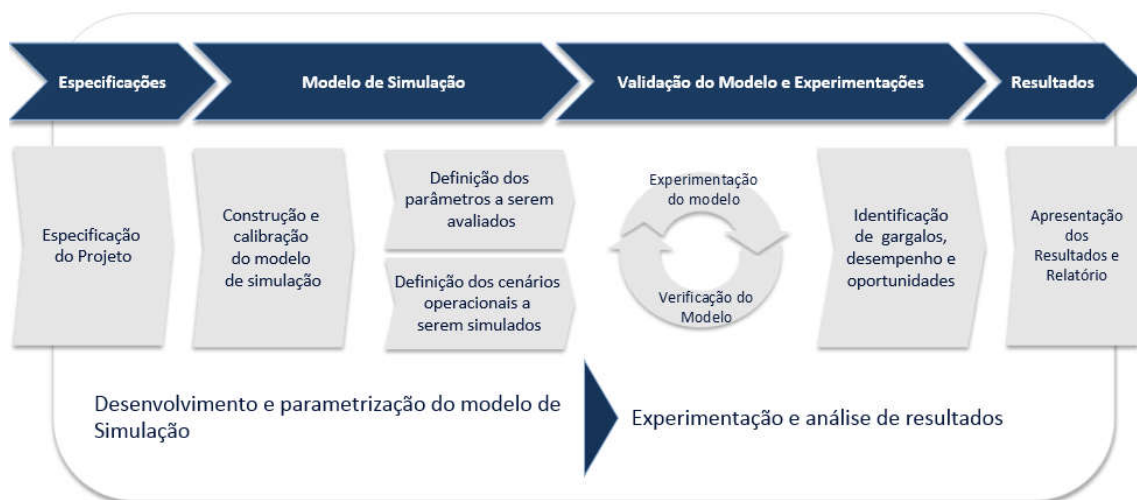 Especificações
Modelo de Simulação
Validação do Modelo e Experimentações
Resultados
Especificação
do Projeto
Construção e
calibração
do modelo
de simulação
Definição dos
parâmetros a serem
avaliados
Definição dos cenários
operacionais a
serem simulados
Experimentação
do modelo
Verificação do
Modelo
Identificação
de gargalos,
desempenho e
oportunidades
Apresentação
dos
Resultados e
Relatório
Desenvolvimento e parametrização do modelo de
Simulação
Experimentação e análise de resultados